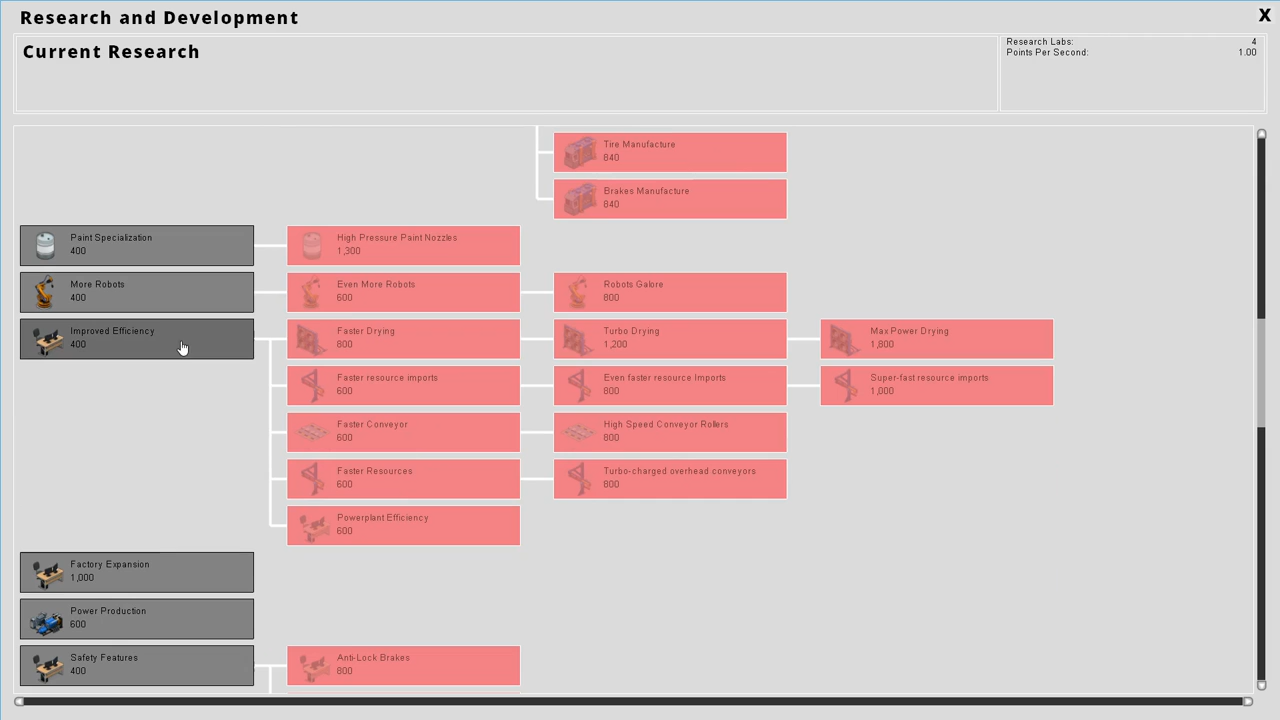 Research and Development
X
Current Research
Research Labs: 4
Points Per Second: 1.00
Tire Manufacture
840
Brakes Manufacture
840
Paint Specialization
400
High Pressure Paint Nozzles
1,300
More Robots
400
Even More Robots
600
Robots Galore
800
Improved Efficiency
400
Faster Drying
800
Turbo Drying
1,200
Max Power Drying
1,800
Faster resource imports
600
Even faster resource Imports
800
Super-fast resource imports
1,000
Faster Conveyor
600
High Speed Conveyor Rollers
800
Faster Resources
600
Turbo-charged overhead conveyors
800
Powerplant Efficiency
600
Factory Expansion
1,000
Power Production
600
Safety Features
400
Anti-Lock Brakes
800